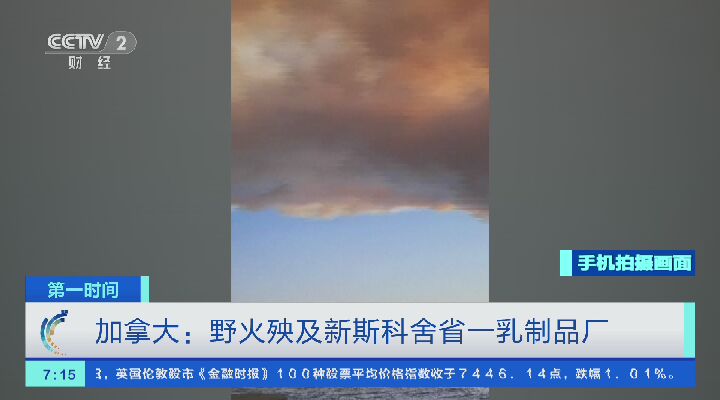 CCTV 2
财 经
手机拍摄画面
第一时间
加拿大：野火殃及新斯科舍省一乳制品厂
7:15
，英国伦敦股市《金融时报》100种股票平均价格指数收于7446．14点，跌幅1．01%。